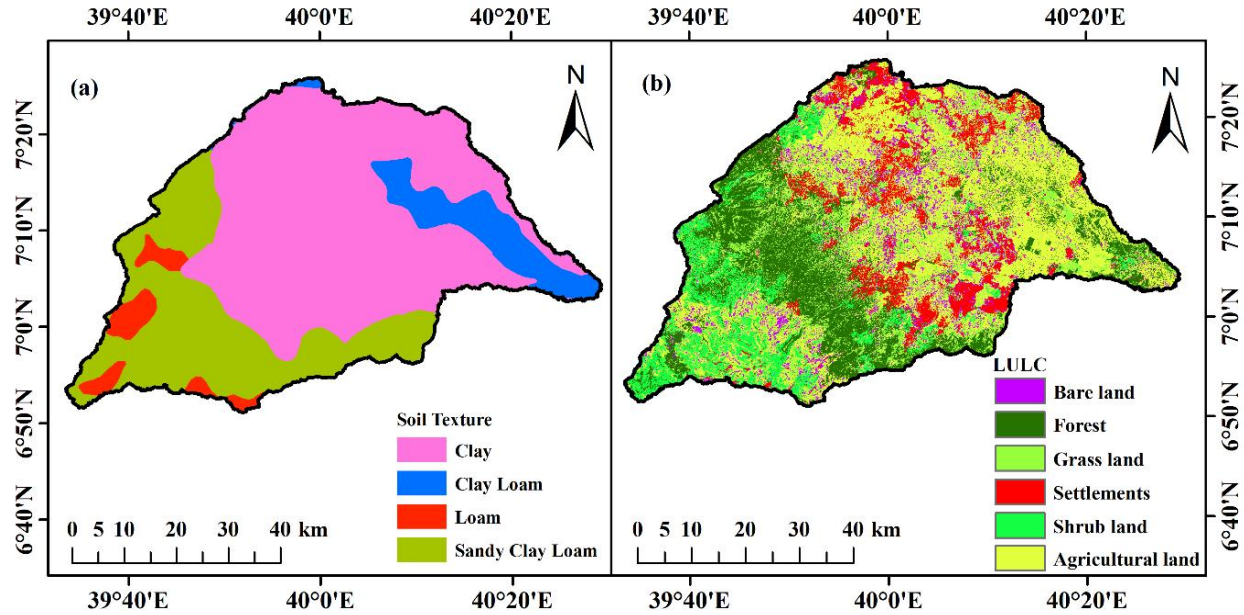 39°40'E 40°0'E 40°20'E 39°40'E 40°0'E 40°20'E
(a)
N
(b)
N
7°20'N
7°10'N
7°0'N
6°50'N
6°40'N
7°20'N
7°10'N
7°0'N
6°50'N
6°40'N
Soil Texture
Clay
Clay Loam
Loam
Sandy Clay Loam
0 5 10 20 30 40 km
LULC
Bare land
Forest
Grass land
Settlements
Shrub land
Agricultural land
0 5 10 20 30 40 km
39°40'E 40°0'E 40°20'E 39°40'E 40°0'E 40°20'E